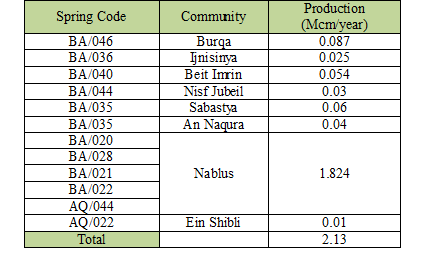 Spring Code Community Production
(Mcm/year)
BA/046 Burqa 0.087
BA/036 Ijnisinya 0.025
BA/040 Beit Imrin 0.054
BA/044 Nisf Jubeil 0.03
BA/035 Sabastya 0.06
BA/035 An Naqura 0.04
BA/020
BA/028
BA/021 Nablus 1.824
BA/022
AQ/044
AQ/022 Ein Shibli 0.01
Total 2.13